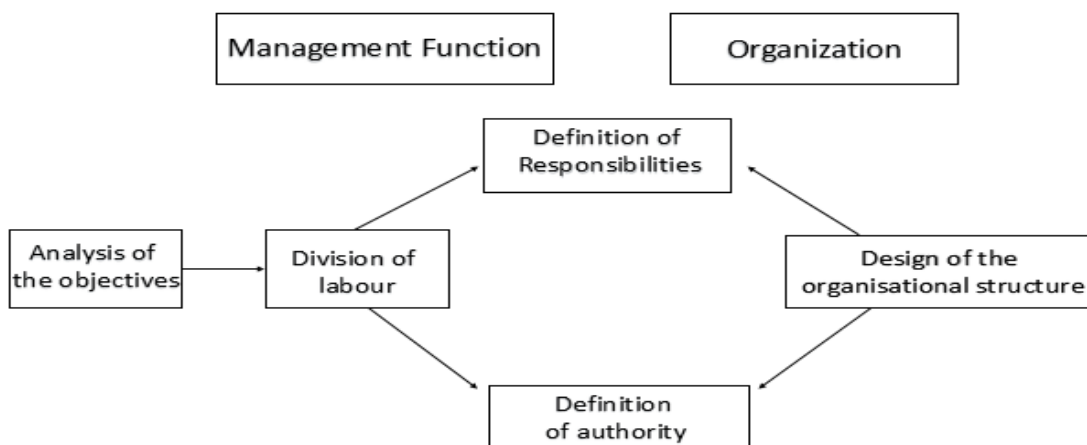 Management Function
Organization
Definition of
Responsibilities
Analysis of
the objectives
Division of
labour
Design of the
organisational structure
Definition
of authority